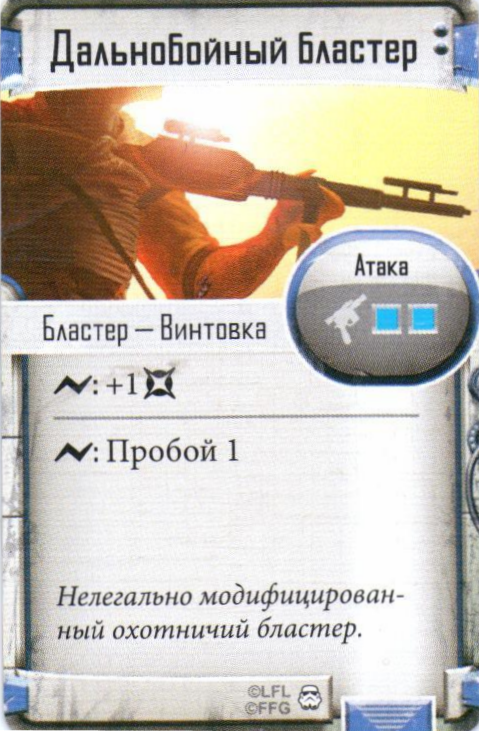 Дальнобойный бластер
Атака
Бластер – Винтовка
: +1
: Пробой 1
Нелегально модифицирован-
ный охотничий бластер.
©LFL
©FFG